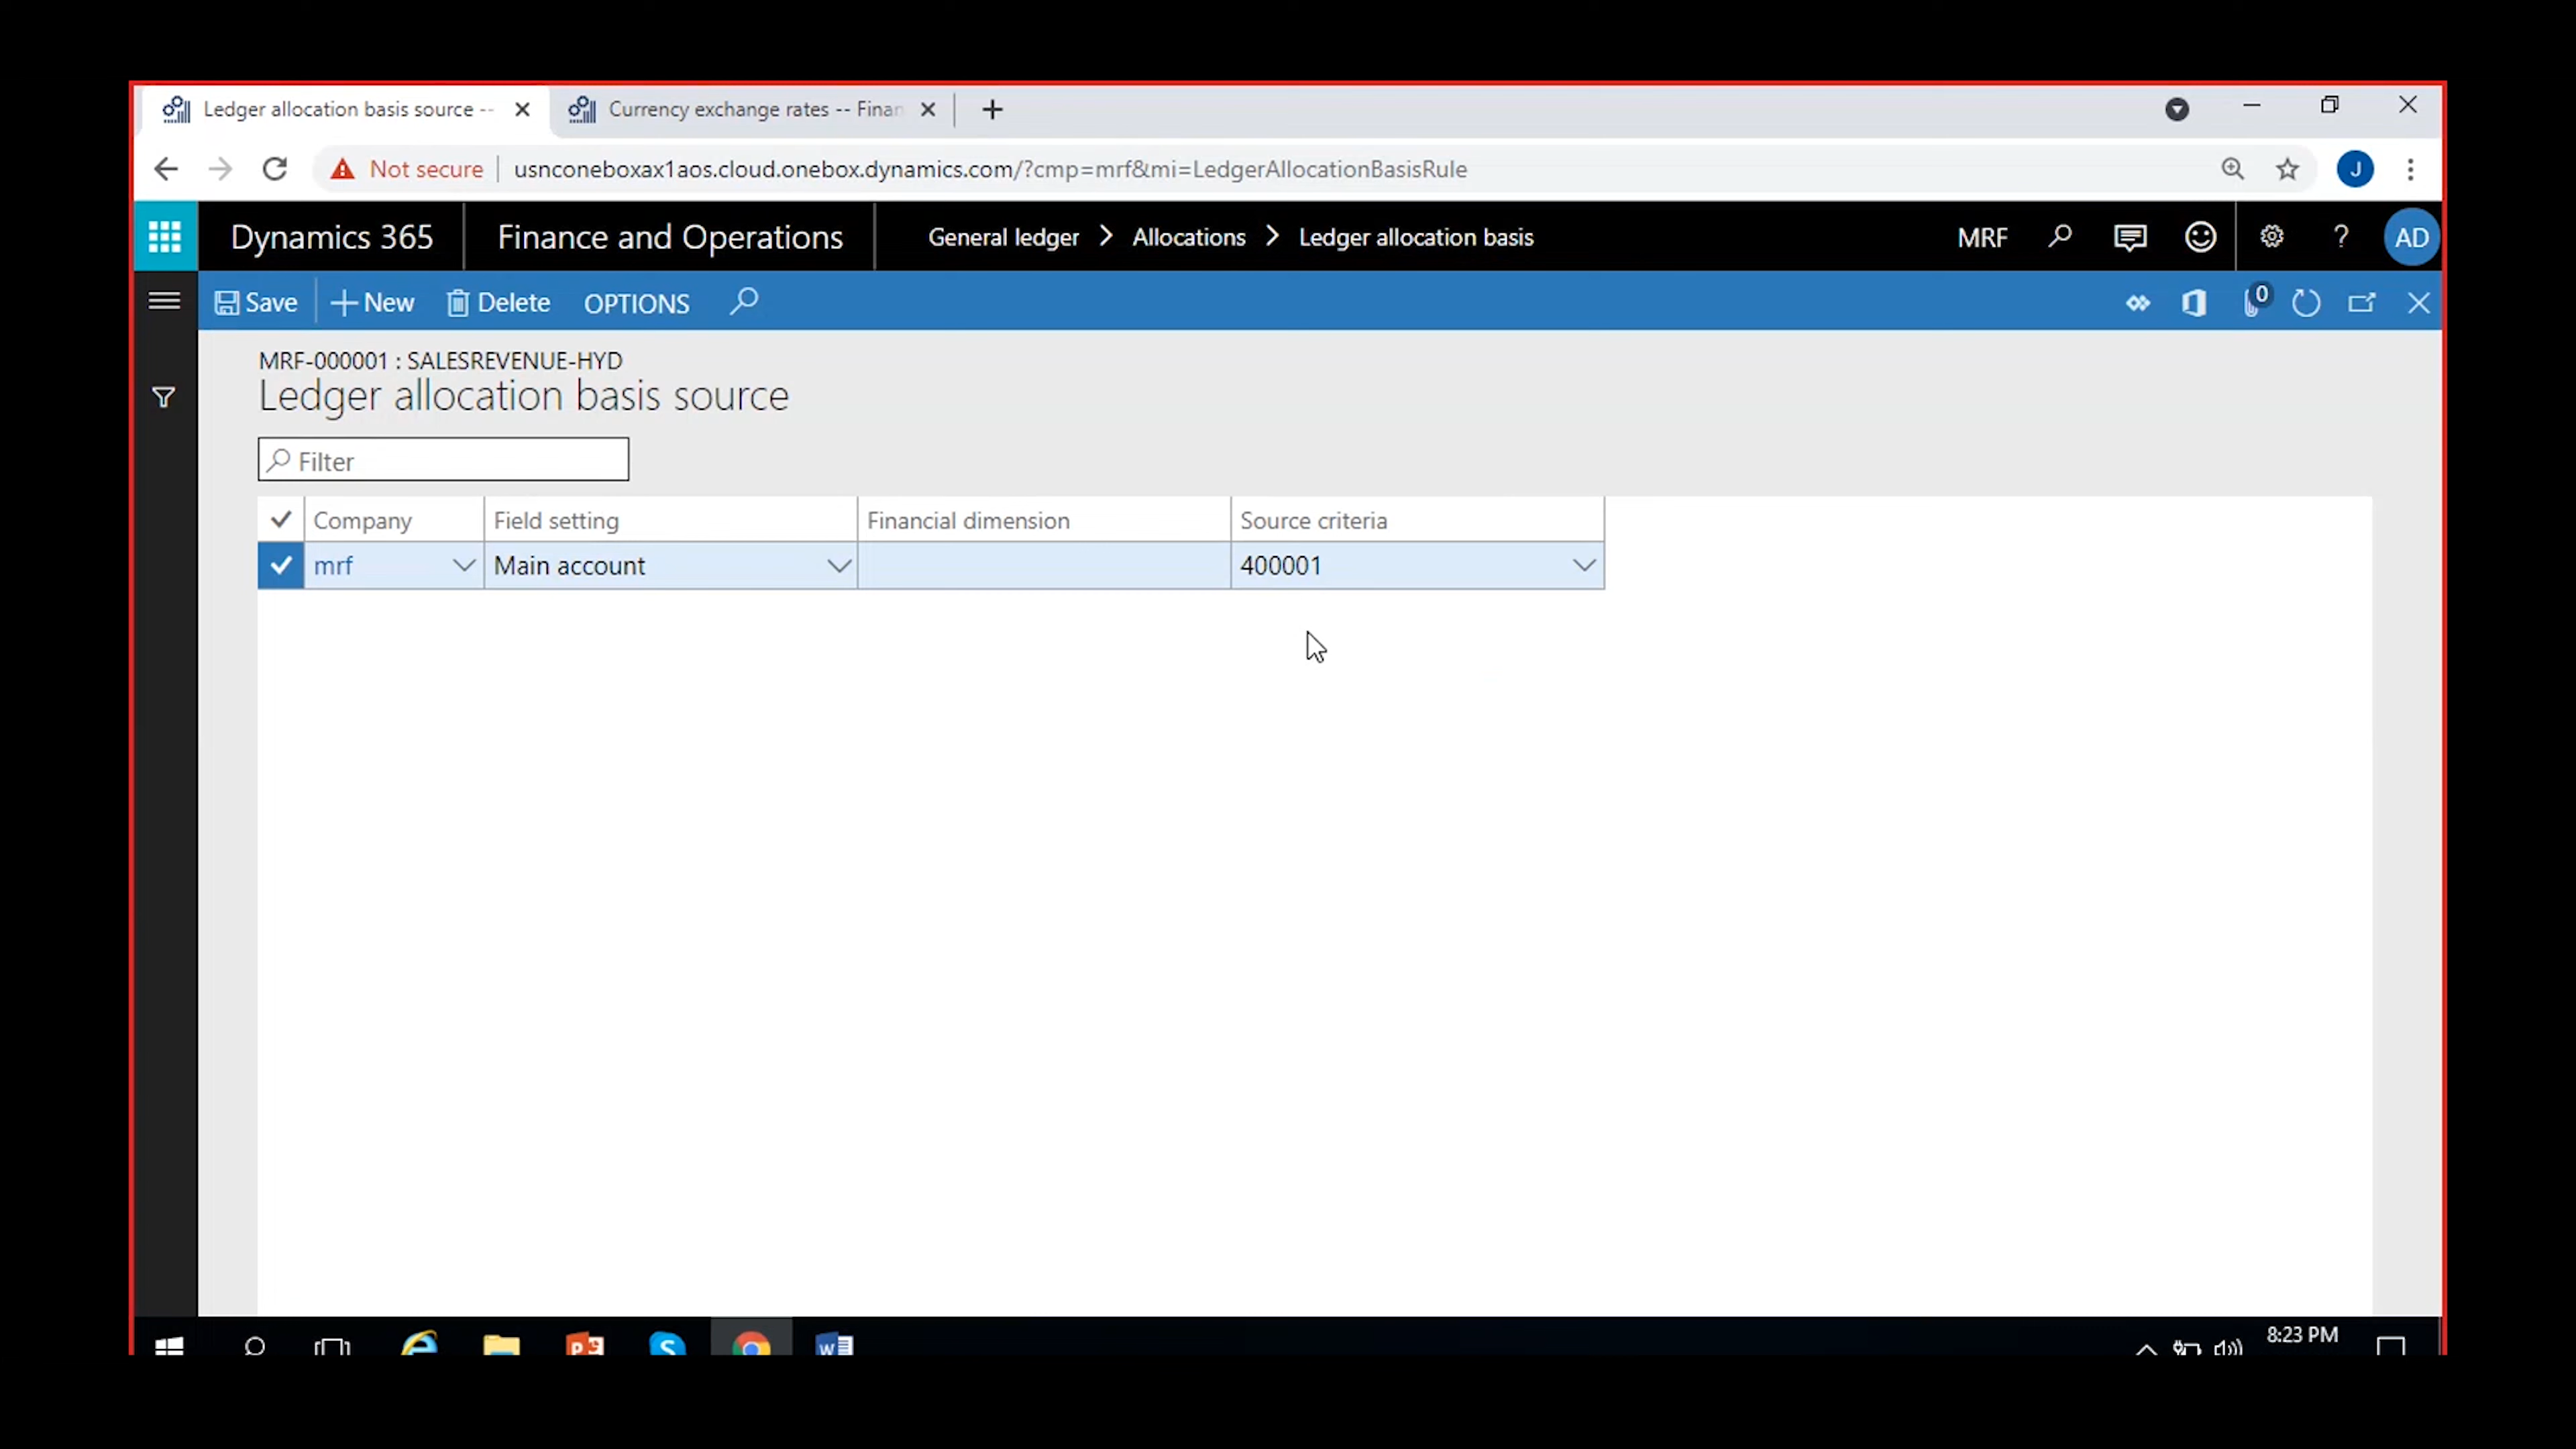 Ledger allocation basis source --
Currency exchange rates -- Finan
Not secure
usnconeboxax1aos.cloud.onebox.dynamics.com/?cmp=mrf&mi=LedgerAllocationBasisRule
J
Dynamics 365
Finance and Operations
General ledger > Allocations > Ledger allocation basis
MRF
?
AD
Save
New
Delete
OPTIONS
0
MRF-000001 : SALESREVENUE-HYD
Ledger allocation basis source
Filter
Company Field setting Financial dimension Source criteria
mrf Main account 400001
8:23 PM